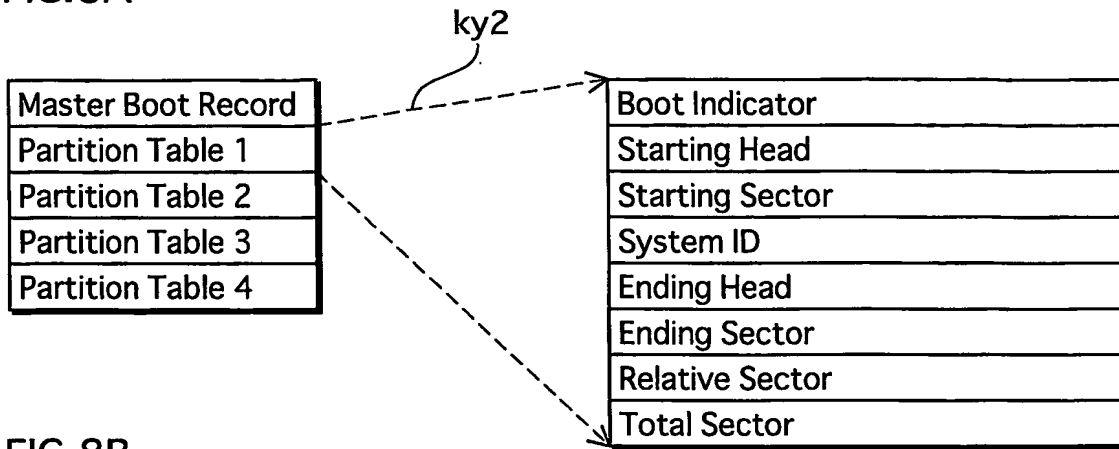 ky2
Master Boot Record
Partition Table 1
Partition Table 2
Partition Table 3
Partition Table 4
Boot Indicator
Starting Head
Starting Sector
System ID
Ending Head
Ending Sector
Relative Sector
Total Sector